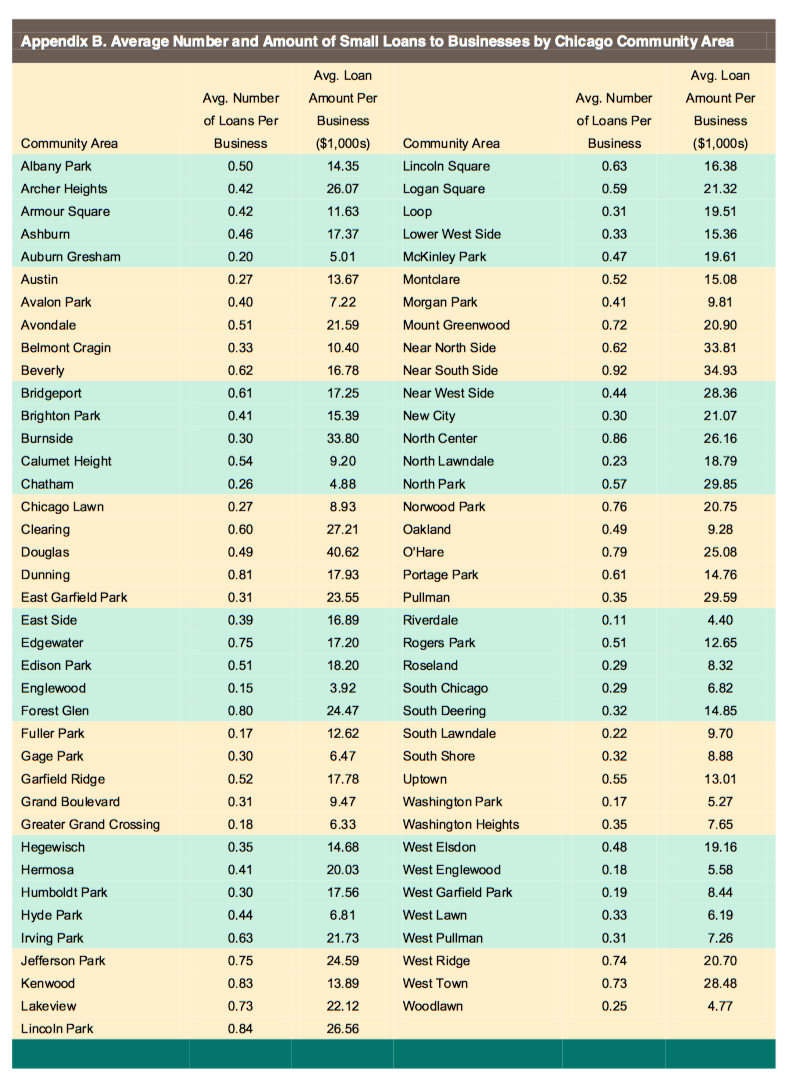 Appendix B. Average Number and Amount of Small Loans to Businesses by Chicago Community Area
Avg. Loan Avg. Loan
Avg. Number Amount Per Avg. Number Amount Per
of Loans Per Business of Loans Per Business
Community Area Business ($1,000s) Community Area Business ($1,000s)
Albany Park 0.50 14.35 Lincoln Square 0.63 16.38
Archer Heights 0.42 26.07 Logan Square 0.59 21.32
Armour Square 0.42 11.63 Loop 0.31 19.51
Ashburn 0.46 17.37 Lower West Side 0.33 15.36
Auburn Gresham 0.20 5.01 McKinley Park 0.47 19.61
Austin 0.27 13.67 Montclare 0.52 15.08
Avalon Park 0.40 7.22 Morgan Park 0.41 9.81
Avondale 0.51 21.59 Mount Greenwood 0.72 20.90
Belmont Cragin 0.33 10.40 Near North Side 0.62 33.81
Beverly 0.62 16.78 Near South Side 0.92 34.93
Bridgeport 0.61 17.25 Near West Side 0.44 28.36
Brighton Park 0.41 15.39 New City 0.30 21.07
Burnside 0.30 33.80 North Center 0.86 26.16
Calumet Height 0.54 9.20 North Lawndale 0.23 18.79
Chatham 0.26 4.88 North Park 0.57 29.85
Chicago Lawn 0.27 8.93 Norwood Park 0.76 20.75
Clearing 0.60 27.21 Oakland 0.49 9.28
Douglas 0.49 40.62 O'Hare 0.79 25.08
Dunning 0.81 17.93 Portage Park 0.61 14.76
East Garfield Park 0.31 23.55 Pullman 0.35 29.59
East Side 0.39 16.89 Riverdale 0.11 4.40
Edgewater 0.75 17.20 Rogers Park 0.51 12.65
Edison Park 0.51 18.20 Roseland 0.29 8.32
Englewood 0.15 3.92 South Chicago 0.29 6.82
Forest Glen 0.80 24.47 South Deering 0.32 14.85
Fuller Park 0.17 12.62 South Lawndale 0.22 9.70
Gage Park 0.30 6.47 South Shore 0.32 8.88
Garfield Ridge 0.52 17.78 Uptown 0.55 13.01
Grand Boulevard 0.31 9.47 Washington Park 0.17 5.27
Greater Grand Crossing 0.18 6.33 Washington Heights 0.35 7.65
Hegewisch 0.35 14.68 West Elsdon 0.48 19.16
Hermosa 0.41 20.03 West Englewood 0.18 5.58
Humboldt Park 0.30 17.56 West Garfield Park 0.19 8.44
Hyde Park 0.44 6.81 West Lawn 0.33 6.19
Irving Park 0.63 21.73 West Pullman 0.31 7.26
Jefferson Park 0.75 24.59 West Ridge 0.74 20.70
Kenwood 0.83 13.89 West Town 0.73 28.48
Lakeview 0.73 22.12 Woodlawn 0.25 4.77
Lincoln Park 0.84 26.56